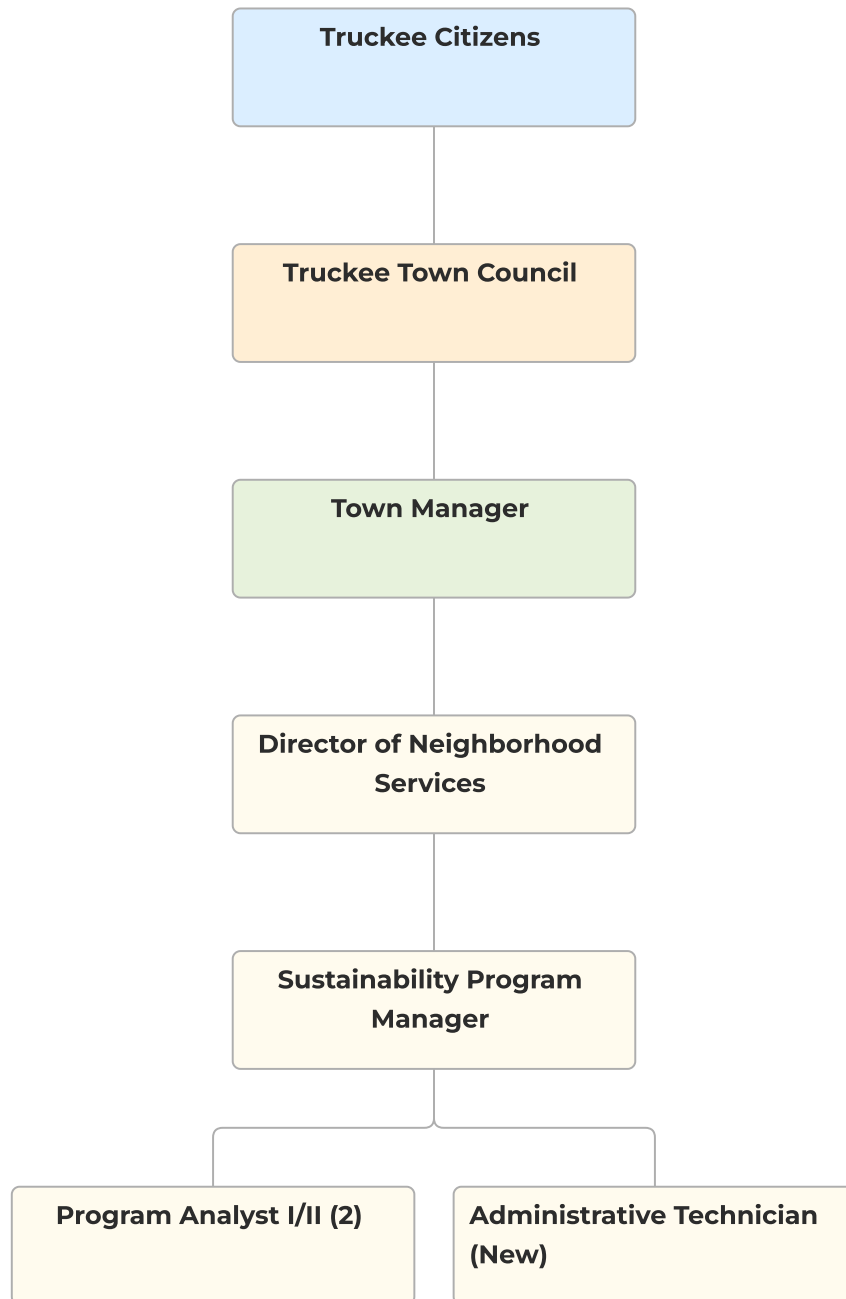 Truckee Citizens
Truckee Town Council
Town Manager
Director of Neighborhood
Services
Sustainability Program
Manager
Program Analyst I/II (2)
Administrative Technician
(New)